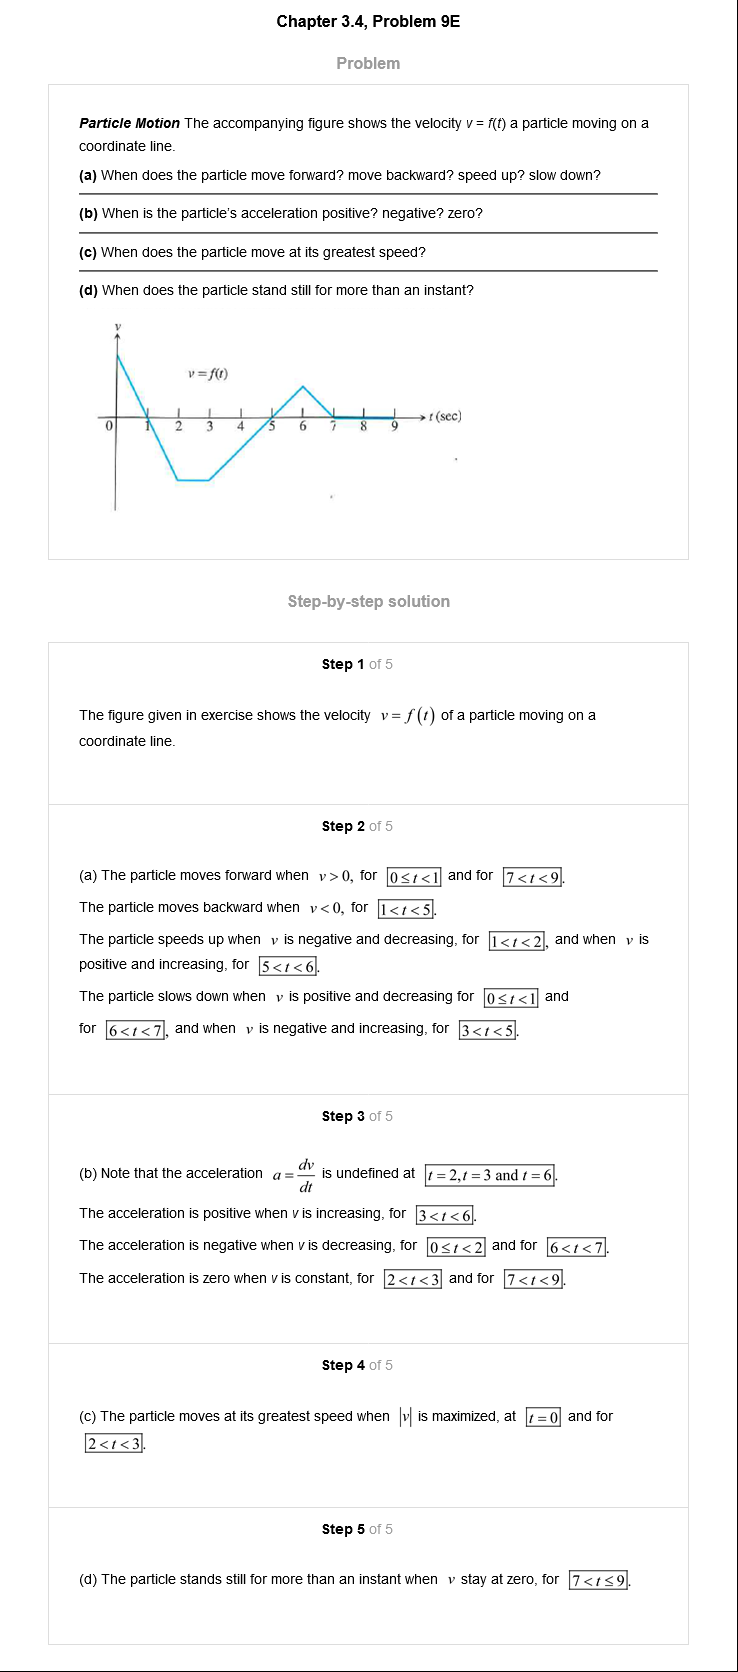 Chapter 3.4, Problem 9E
Problem
Particle Motion The accompanying figure shows the velocity v = f(t) a particle moving on a
coordinate line.
(a) When does the particle move forward? move backward? speed up? slow down?
(b) When is the particle's acceleration positive? negative? zero?
(c) When does the particle move at its greatest speed?
(d) When does the particle stand still for more than an instant?
v
v = f(t)
0 1 2 3 4 5 6 7 8 9 t (sec)
Step-by-step solution
Step 1 of 5
The figure given in exercise shows the velocity v = f(t) of a particle moving on a
coordinate line.
Step 2 of 5
(a) The particle moves forward when v > 0, for 0 ≤ t < 1 and for 7 < t < 9.
The particle moves backward when v < 0, for 1 < t < 5.
The particle speeds up when v is negative and decreasing, for 1 < t < 2, and when v is
positive and increasing, for 5 < t < 6.
The particle slows down when v is positive and decreasing for 0 ≤ t < 1 and
for 6 < t < 7, and when v is negative and increasing, for 3 < t < 5.
Step 3 of 5
(b) Note that the acceleration a = dv/dt is undefined at t = 2, t = 3 and t = 6.
The acceleration is positive when v is increasing, for 3 < t < 6.
The acceleration is negative when v is decreasing, for 0 ≤ t < 2 and for 6 < t < 7.
The acceleration is zero when v is constant, for 2 < t < 3 and for 7 < t < 9.
Step 4 of 5
(c) The particle moves at its greatest speed when |v| is maximized, at t = 0 and for
2 < t < 3.
Step 5 of 5
(d) The particle stands still for more than an instant when v stay at zero, for 7 < t ≤ 9.